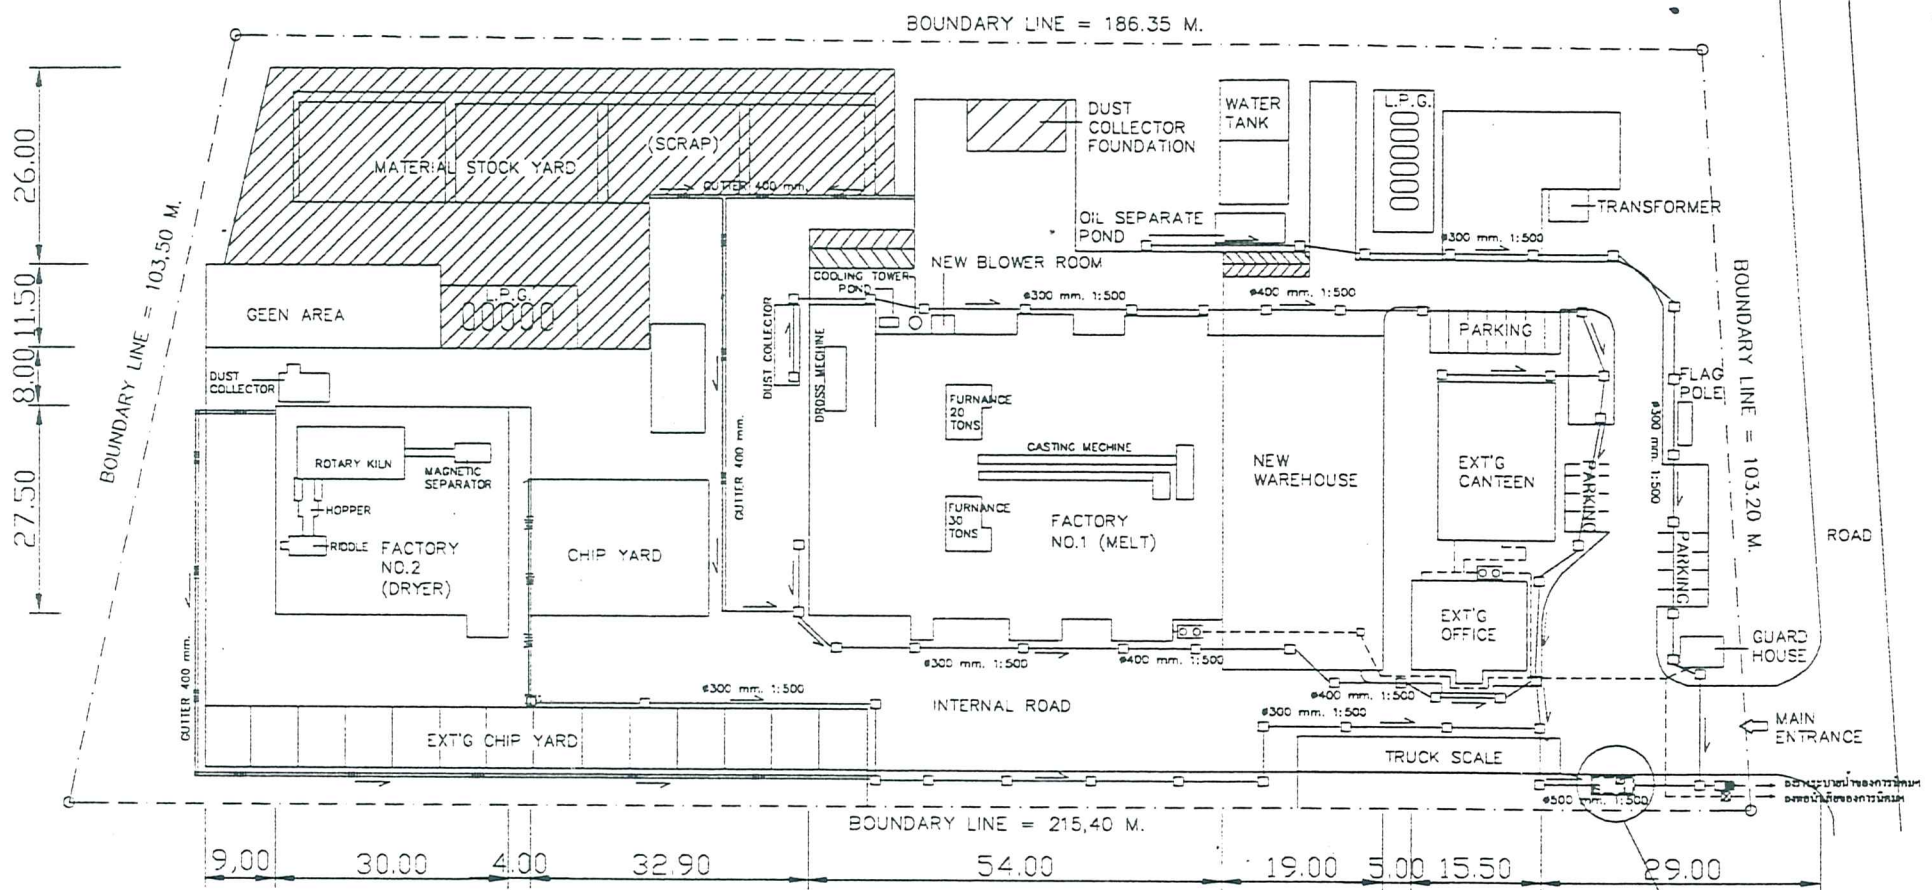 BOUNDARY LINE = 186.35 M.
26.00
11.50
8.00
27.50
BOUNDARY LINE = 103,50 M.
MATERIAL STOCK YARD
(SCRAP)
GUTTER 400 mm.
DUST
COLLECTOR
FOUNDATION
WATER
TANK
L.P.G.
TRANSFORMER
OIL SEPARATE
POND
ø300 mm. 1:500
NEW BLOWER ROOM
COOLING TOWER
POND
ø300 mm. 1:500
ø400 mm. 1:500
L.P.G.
GEEN AREA
PARKING
DUST
COLLECTOR
DUST COLLECTOR
DROSS MECHINE
FLAG
POLE
BOUNDARY LINE = 103,20 M.
ø300 mm. 1:500
GUTTER 400 mm.
FURNANCE
20
TONS
CASTING MECHINE
ROTARY KILN
MAGNETIC
SEPARATOR
HOPPER
RIDDLE
FACTORY
NO.2
(DRYER)
CHIP YARD
FURNANCE
30
TONS
FACTORY
NO.1 (MELT)
NEW
WAREHOUSE
EXT'G
CANTEEN
PARKING
PARKING
ROAD
EXT'G
OFFICE
GUARD
HOUSE
GUTTER 400 mm.
ø300 mm. 1:500
ø400 mm. 1:500
ø300 mm. 1:500
ø400 mm. 1:500
INTERNAL ROAD
ø300 mm. 1:500
MAIN
ENTRANCE
EXT'G CHIP YARD
TRUCK SCALE
ø500 mm. 1:500
BOUNDARY LINE = 215,40 M.
9,00
30.00
4.00
32.90
54.00
19.00
5.00
15.50
29.00